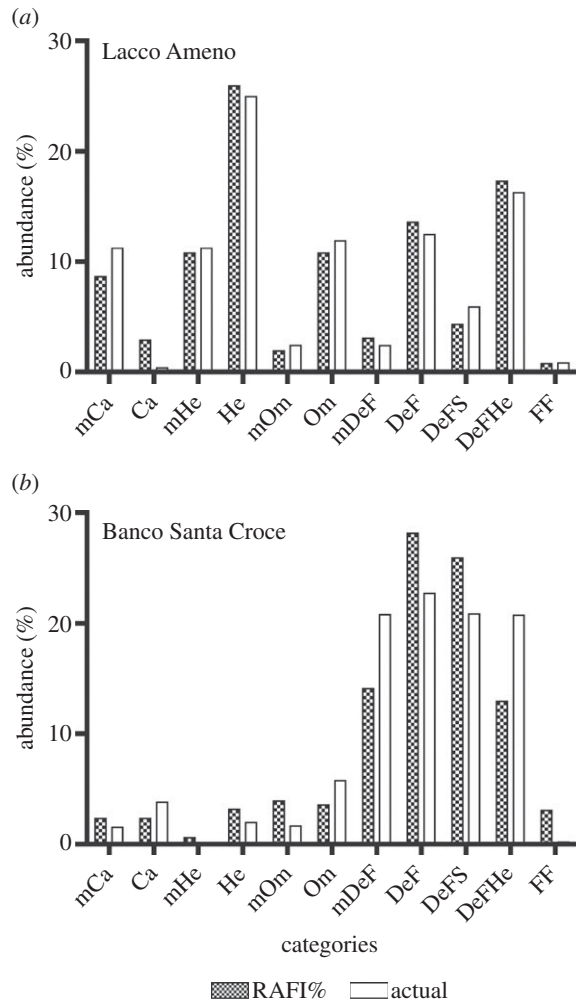 (a)
Lacco Ameno
abundance (%)
30
20
10
0
mCa Ca mHe He mOm Om mDeF DeF DeFS DeFHe FF
(b)
Banco Santa Croce
abundance (%)
30
20
10
0
mCa Ca mHe He mOm Om mDeF DeF DeFS DeFHe FF
categories
RAFI% actual